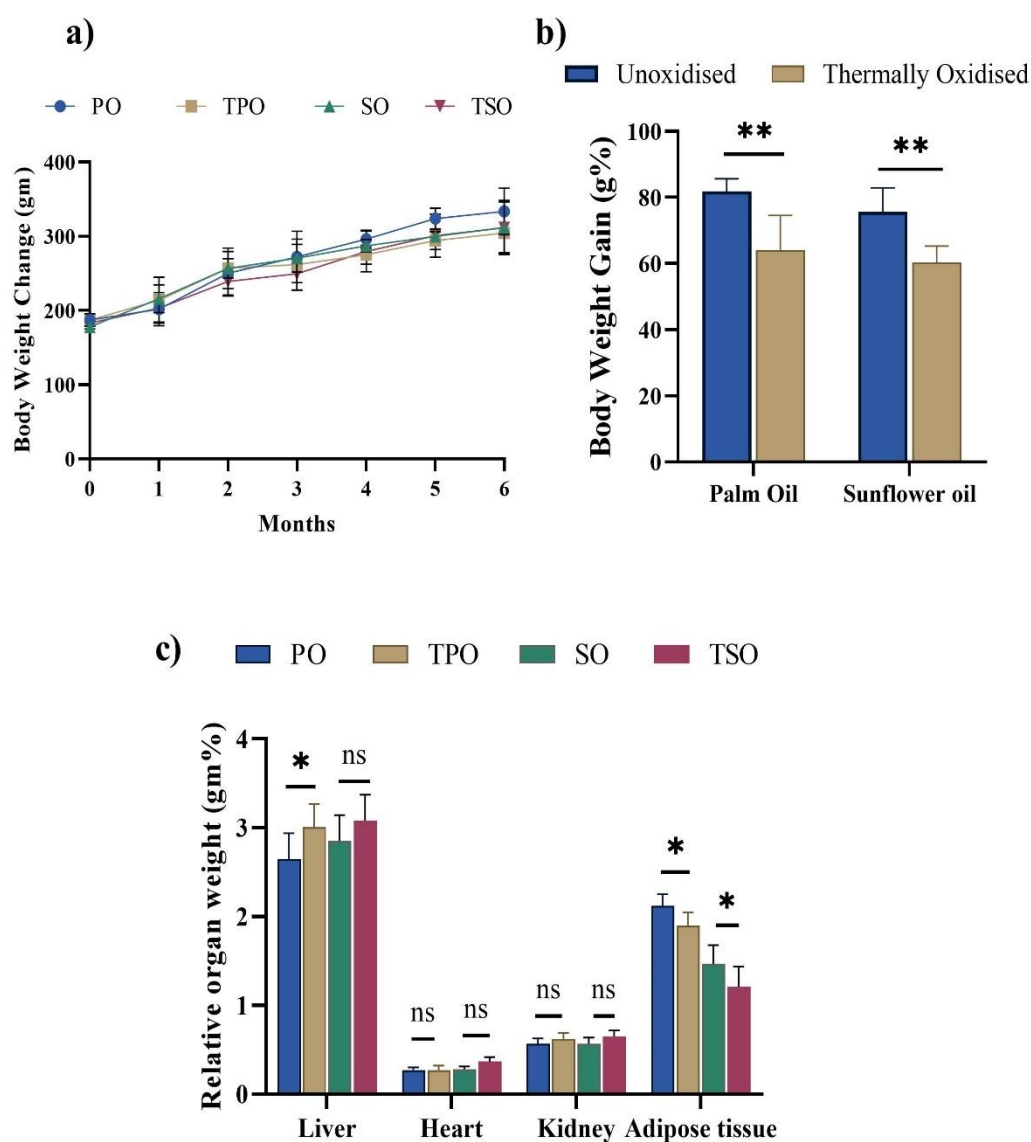 a)
PO TPO SO TSO
Body Weight Change (gm)
400
300
200
100
0
0 1 2 3 4 5 6
Months
b)
Unoxidised Thermally Oxidised
Body Weight Gain (g%)
100
80
60
40
20
0
** **
Palm Oil Sunflower oil
c)
PO TPO SO TSO
Relative organ weight (gm%)
4
3
2
1
0
* ns
ns ns
ns ns
* *
Liver Heart Kidney Adipose tissue